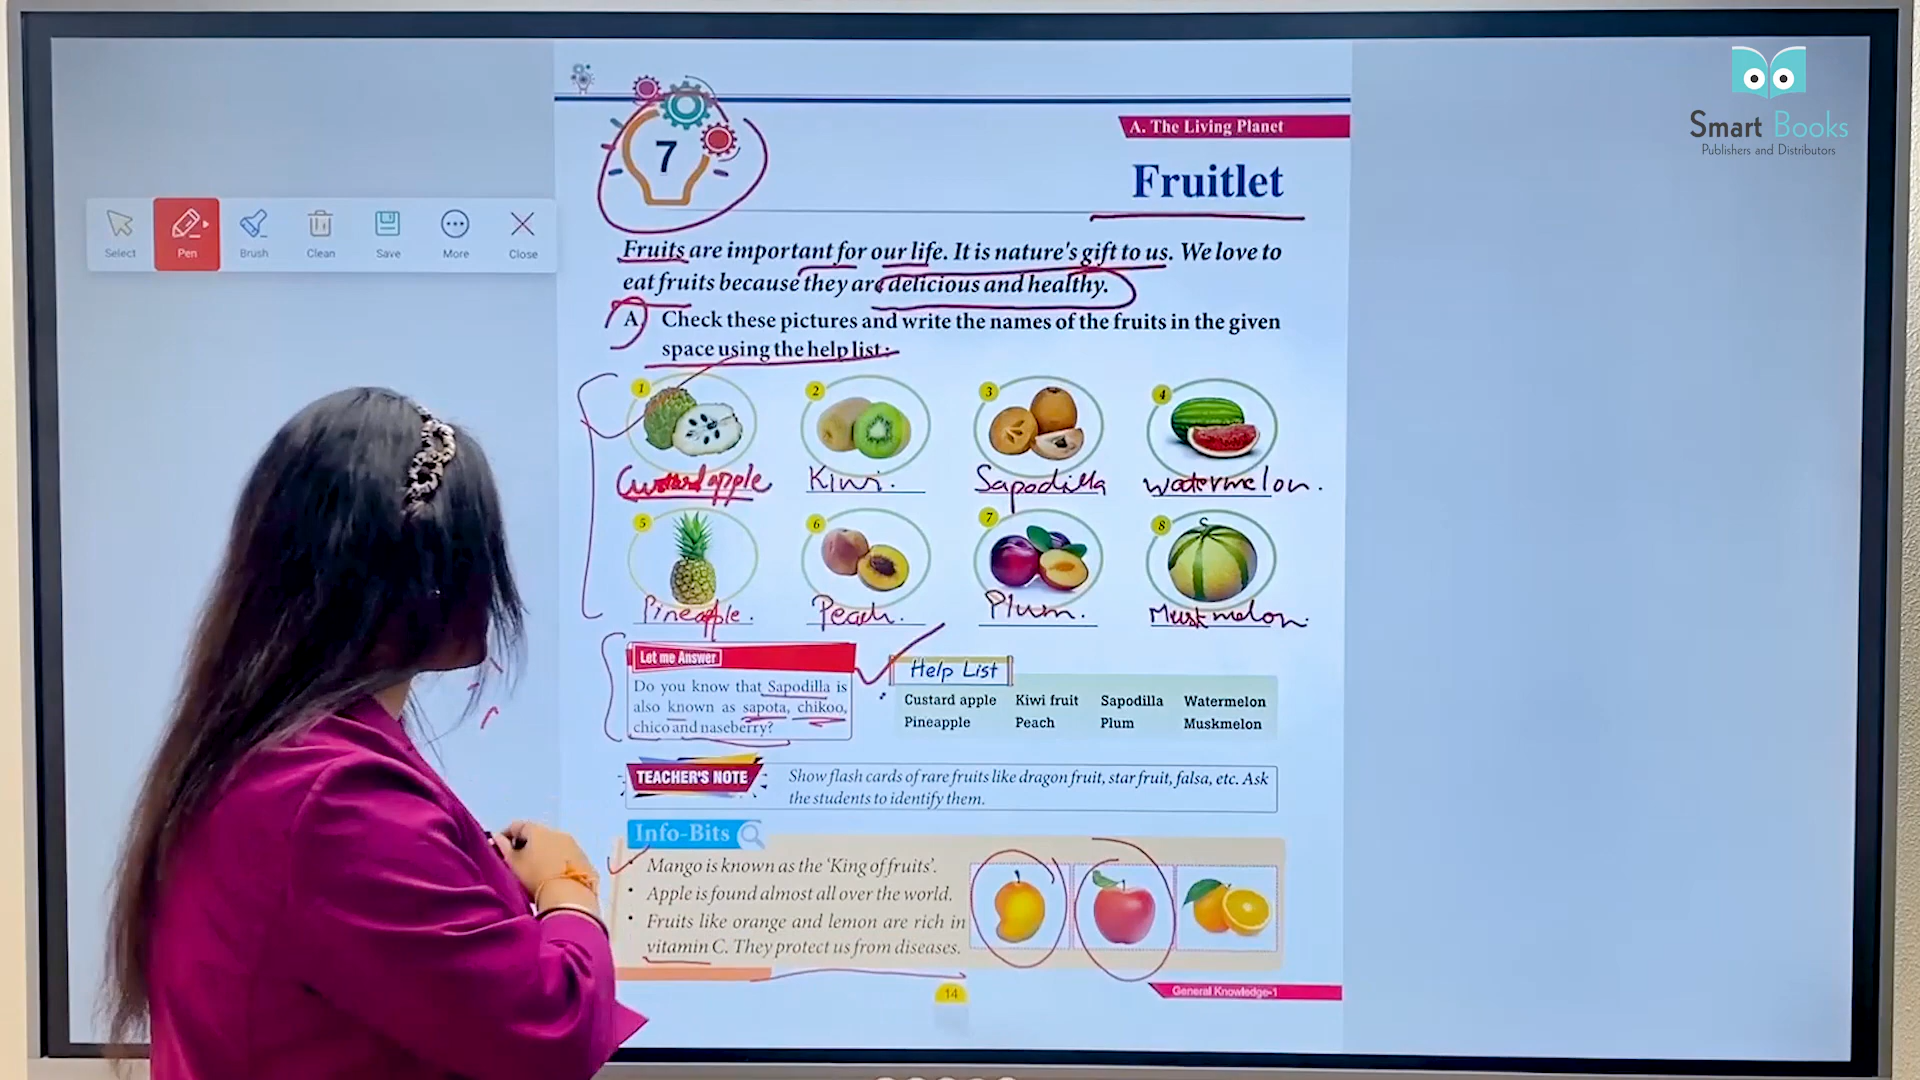 Smart Books
Publishers and Distributors
7
A. The Living Planet
Fruitlet
Select
Pen
Brush
Clean
Save
More
Close
Fruits are important for our life. It is nature's gift to us. We love to
eat fruits because they are delicious and healthy.
A. Check these pictures and write the names of the fruits in the given
space using the help list:
1 2 3 4
Custard apple Kiwi. Sapodilla Watermelon.
5 6 7 8
Pineapple. Peach. Plum. Muskmelon.
Let me Answer
Do you know that Sapodilla is
also known as sapota, chikoo,
chico and naseberry?
Help List
Custard apple Kiwi fruit Sapodilla Watermelon
Pineapple Peach Plum Muskmelon
TEACHER'S NOTE
Show flash cards of rare fruits like dragon fruit, star fruit, falsa, etc. Ask
the students to identify them.
Info-Bits
• Mango is known as the 'King of fruits'.
• Apple is found almost all over the world.
• Fruits like orange and lemon are rich in
vitamin C. They protect us from diseases.
14
General Knowledge-1